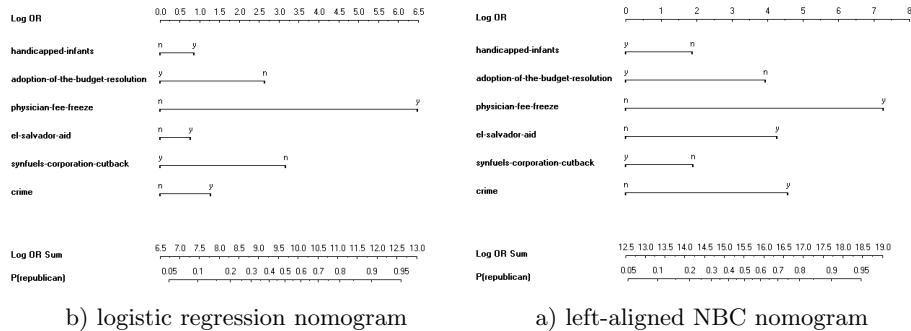 Log OR
0.0 0.5 1.0 1.5 2.0 2.5 3.0 3.5 4.0 4.5 5.0 5.5 6.0 6.5
n y
handicapped-infants
y n
adoption-of-the-budget-resolution
n y
physician-fee-freeze
n y
el-salvador-aid
y n
synfuels-corporation-cutback
n y
crime
6.5 7.0 7.5 8.0 8.5 9.0 9.5 10.0 10.5 11.0 11.5 12.0 12.5 13.0
Log OR Sum
P(republican)
0.05 0.1 0.2 0.3 0.4 0.5 0.6 0.7 0.8 0.9 0.95
b) logistic regression nomogram
Log OR
0 1 2 3 4 5 6 7 8
y n
handicapped-infants
y n
adoption-of-the-budget-resolution
n y
physician-fee-freeze
n y
el-salvador-aid
y n
synfuels-corporation-cutback
n y
crime
12.5 13.0 13.5 14.0 14.5 15.0 15.5 16.0 16.5 17.0 17.5 18.0 18.5 19.0
Log OR Sum
P(republican)
0.05 0.1 0.2 0.3 0.4 0.5 0.6 0.7 0.8 0.9 0.95
a) left-aligned NBC nomogram